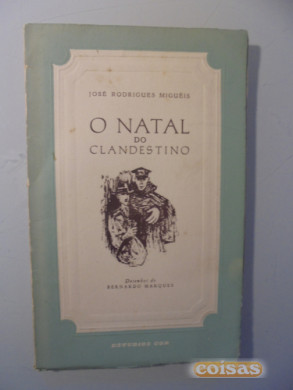 JOSÉ RODRIGUES MIGUÉIS
O NATAL
DO
CLANDESTINO
Desenhos de
BERNARDO MARQUES
coisas